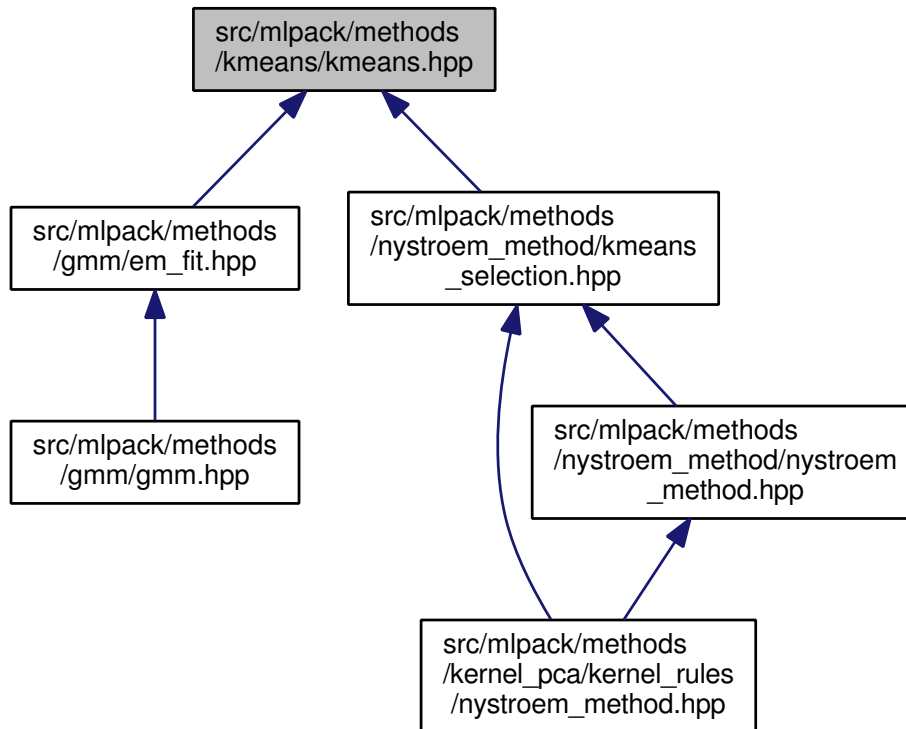 src/mlpack/methods
/kmeans/kmeans.hpp
src/mlpack/methods
/gmm/em_fit.hpp
src/mlpack/methods
/nystroem_method/kmeans
_selection.hpp
src/mlpack/methods
/gmm/gmm.hpp
src/mlpack/methods
/nystroem_method/nystroem
_method.hpp
src/mlpack/methods
/kernel_pca/kernel_rules
/nystroem_method.hpp